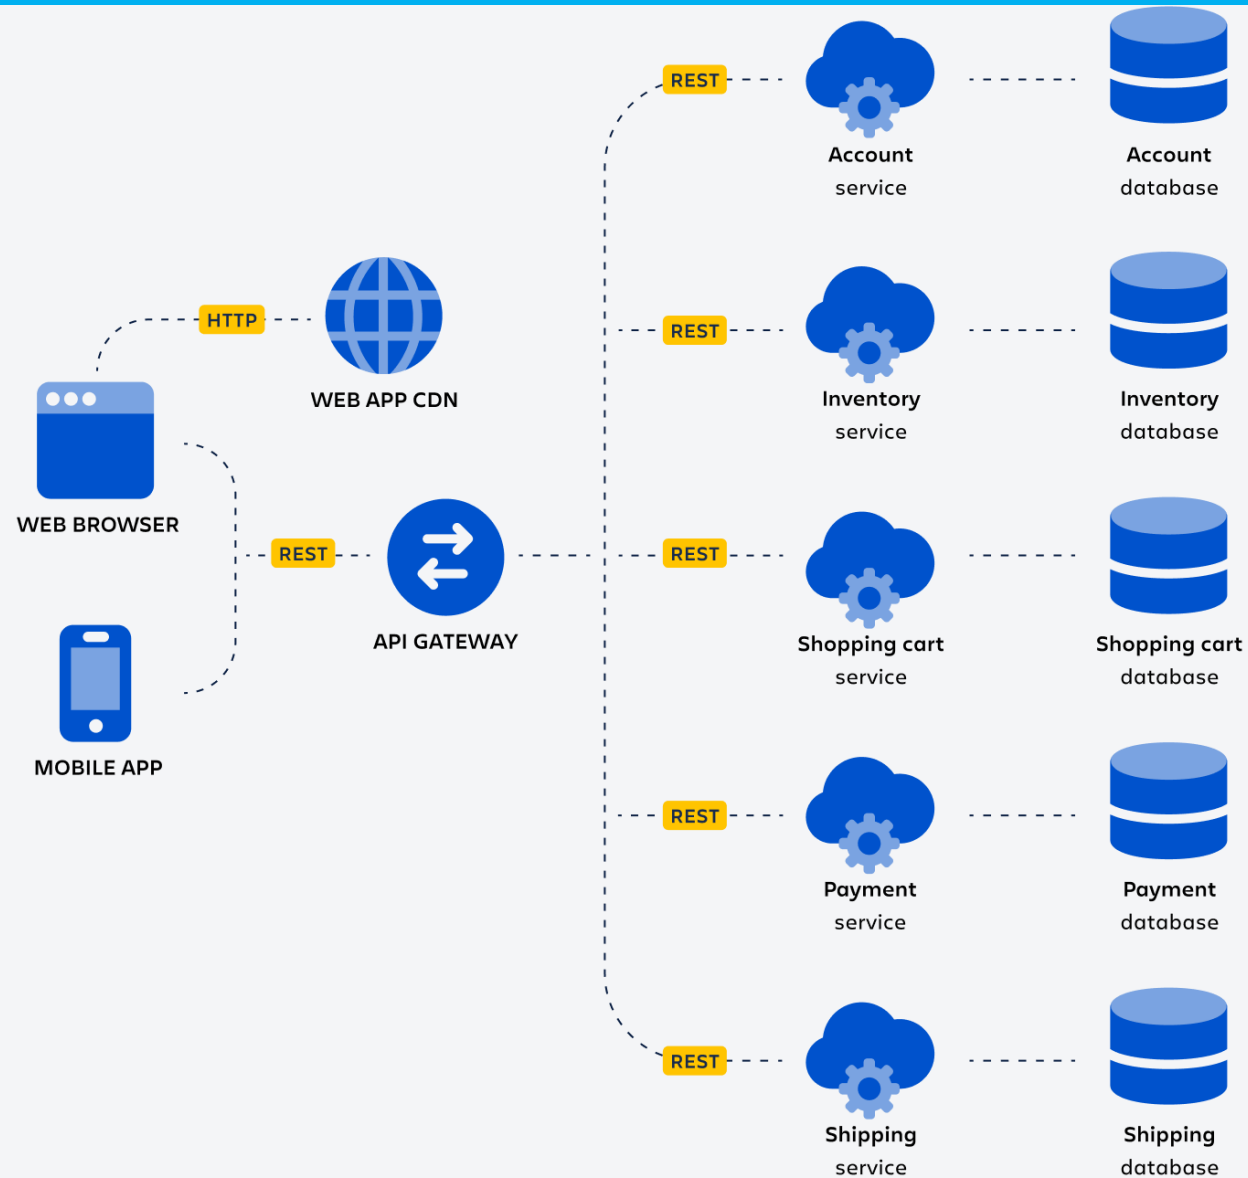 REST
Account
service
Account
database
HTTP
WEB APP CDN
REST
Inventory
service
Inventory
database
WEB BROWSER
REST
API GATEWAY
REST
Shopping cart
service
Shopping cart
database
MOBILE APP
REST
Payment
service
Payment
database
REST
Shipping
service
Shipping
database